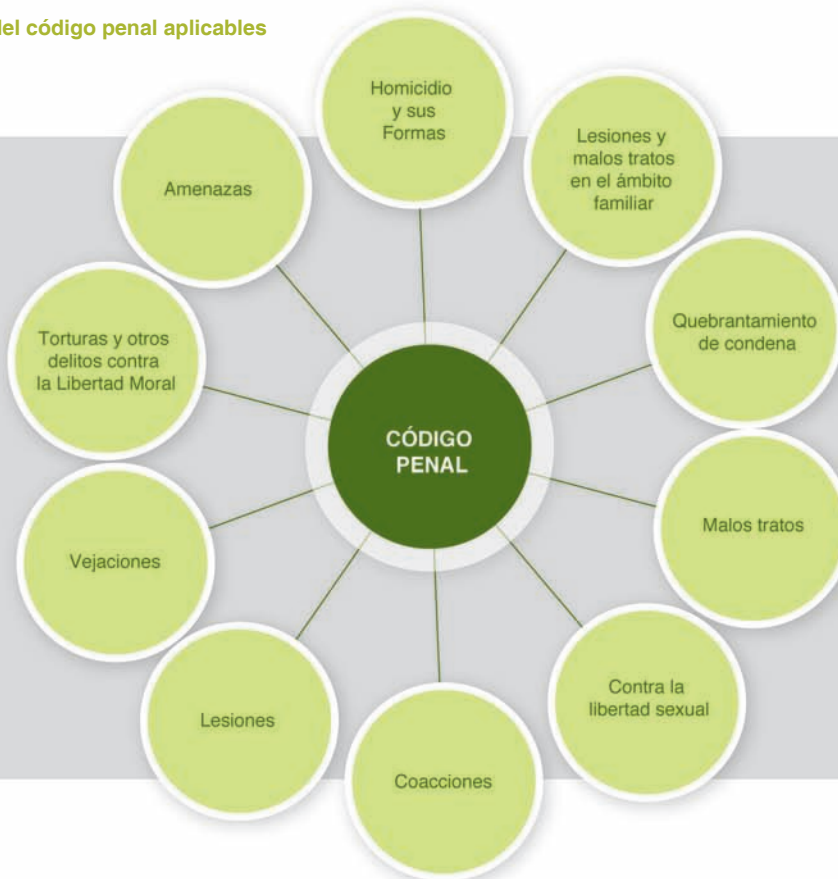 del código penal aplicables
Homicidio
y sus
Formas
Lesiones y
malos tratos
en el ámbito
familiar
Quebrantamiento
de condena
Malos tratos
Contra la
libertad sexual
Coacciones
Lesiones
Vejaciones
Torturas y otros
delitos contra
la Libertad Moral
Amenazas
CÓDIGO
PENAL